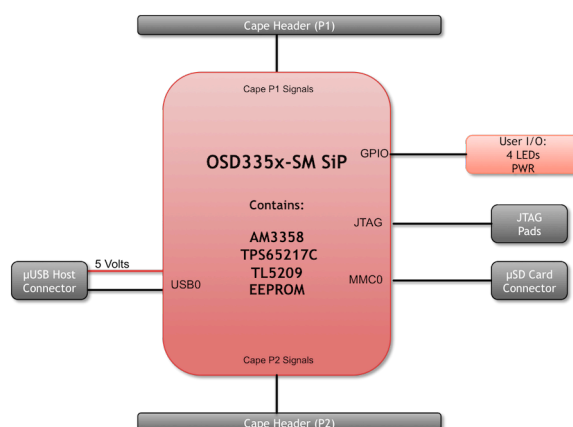 Cape Header (P1)
Cape P1 Signals
OSD335x-SM SiP
Contains:
AM3358
TPS65217C
TL5209
EEPROM
GPIO
User I/O:
4 LEDs
PWR
JTAG
JTAG
Pads
5 Volts
µUSB Host
Connector
USB0
MMC0
µSD Card
Connector
Cape P2 Signals
Cape Header (P2)